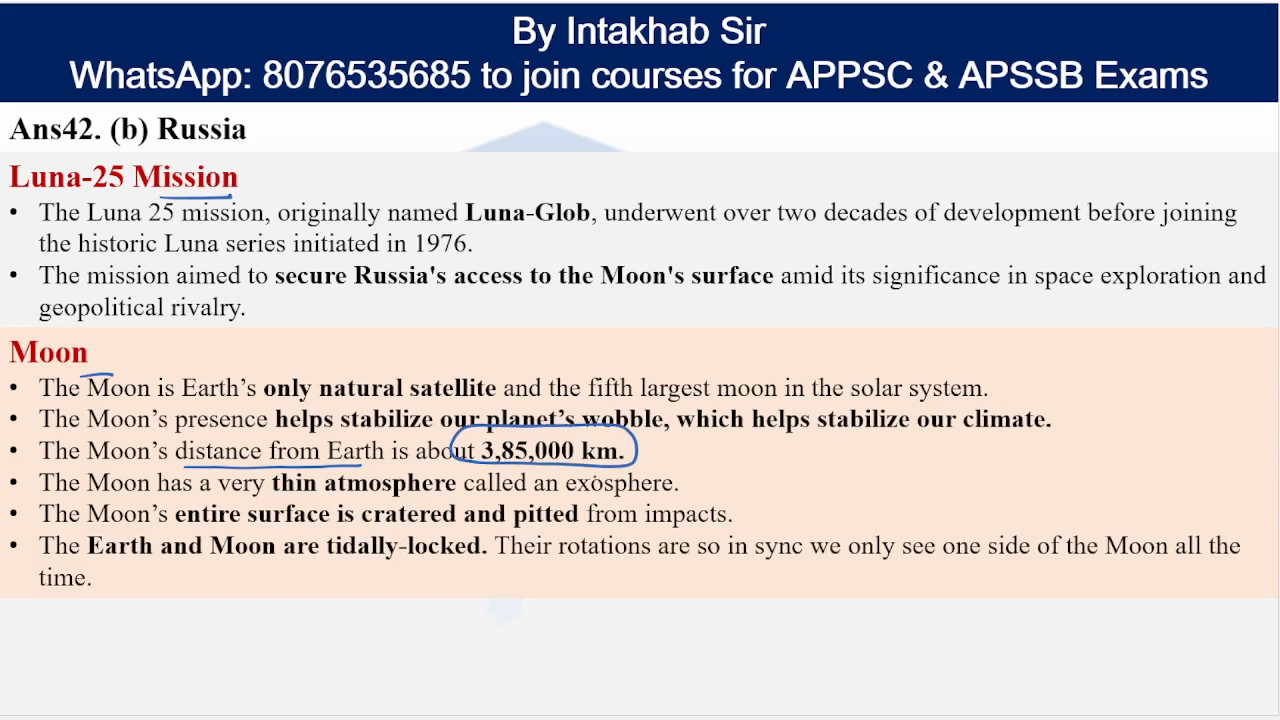 By Intakhab Sir
WhatsApp: 8076535685 to join courses for APPSC & APSSB Exams
Ans42. (b) Russia
Luna-25 Mission
• The Luna 25 mission, originally named Luna-Glob, underwent over two decades of development before joining
the historic Luna series initiated in 1976.
• The mission aimed to secure Russia's access to the Moon's surface amid its significance in space exploration and
geopolitical rivalry.
Moon
• The Moon is Earth’s only natural satellite and the fifth largest moon in the solar system.
• The Moon’s presence helps stabilize our planet’s wobble, which helps stabilize our climate.
• The Moon’s distance from Earth is about 3,85,000 km.
• The Moon has a very thin atmosphere called an exosphere.
• The Moon’s entire surface is cratered and pitted from impacts.
• The Earth and Moon are tidally-locked. Their rotations are so in sync we only see one side of the Moon all the
time.